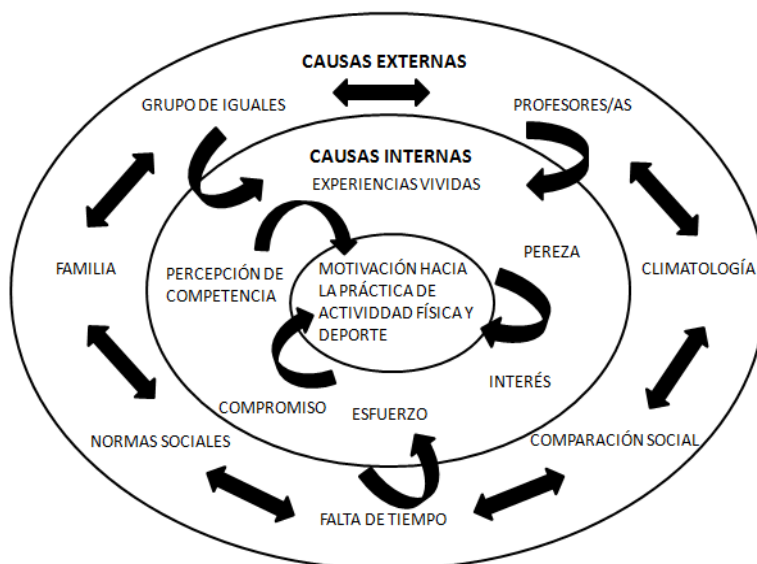 CAUSAS EXTERNAS
GRUPO DE IGUALES
PROFESORES/AS
CAUSAS INTERNAS
EXPERIENCIAS VIVIDAS
FAMILIA
PERCEPCIÓN DE
COMPETENCIA
MOTIVACIÓN HACIA
LA PRÁCTICA DE
ACTIVIDDAD FÍSICA Y
DEPORTE
PEREZA
CLIMATOLOGÍA
INTERÉS
COMPROMISO
ESFUERZO
NORMAS SOCIALES
COMPARACIÓN SOCIAL
FALTA DE TIEMPO